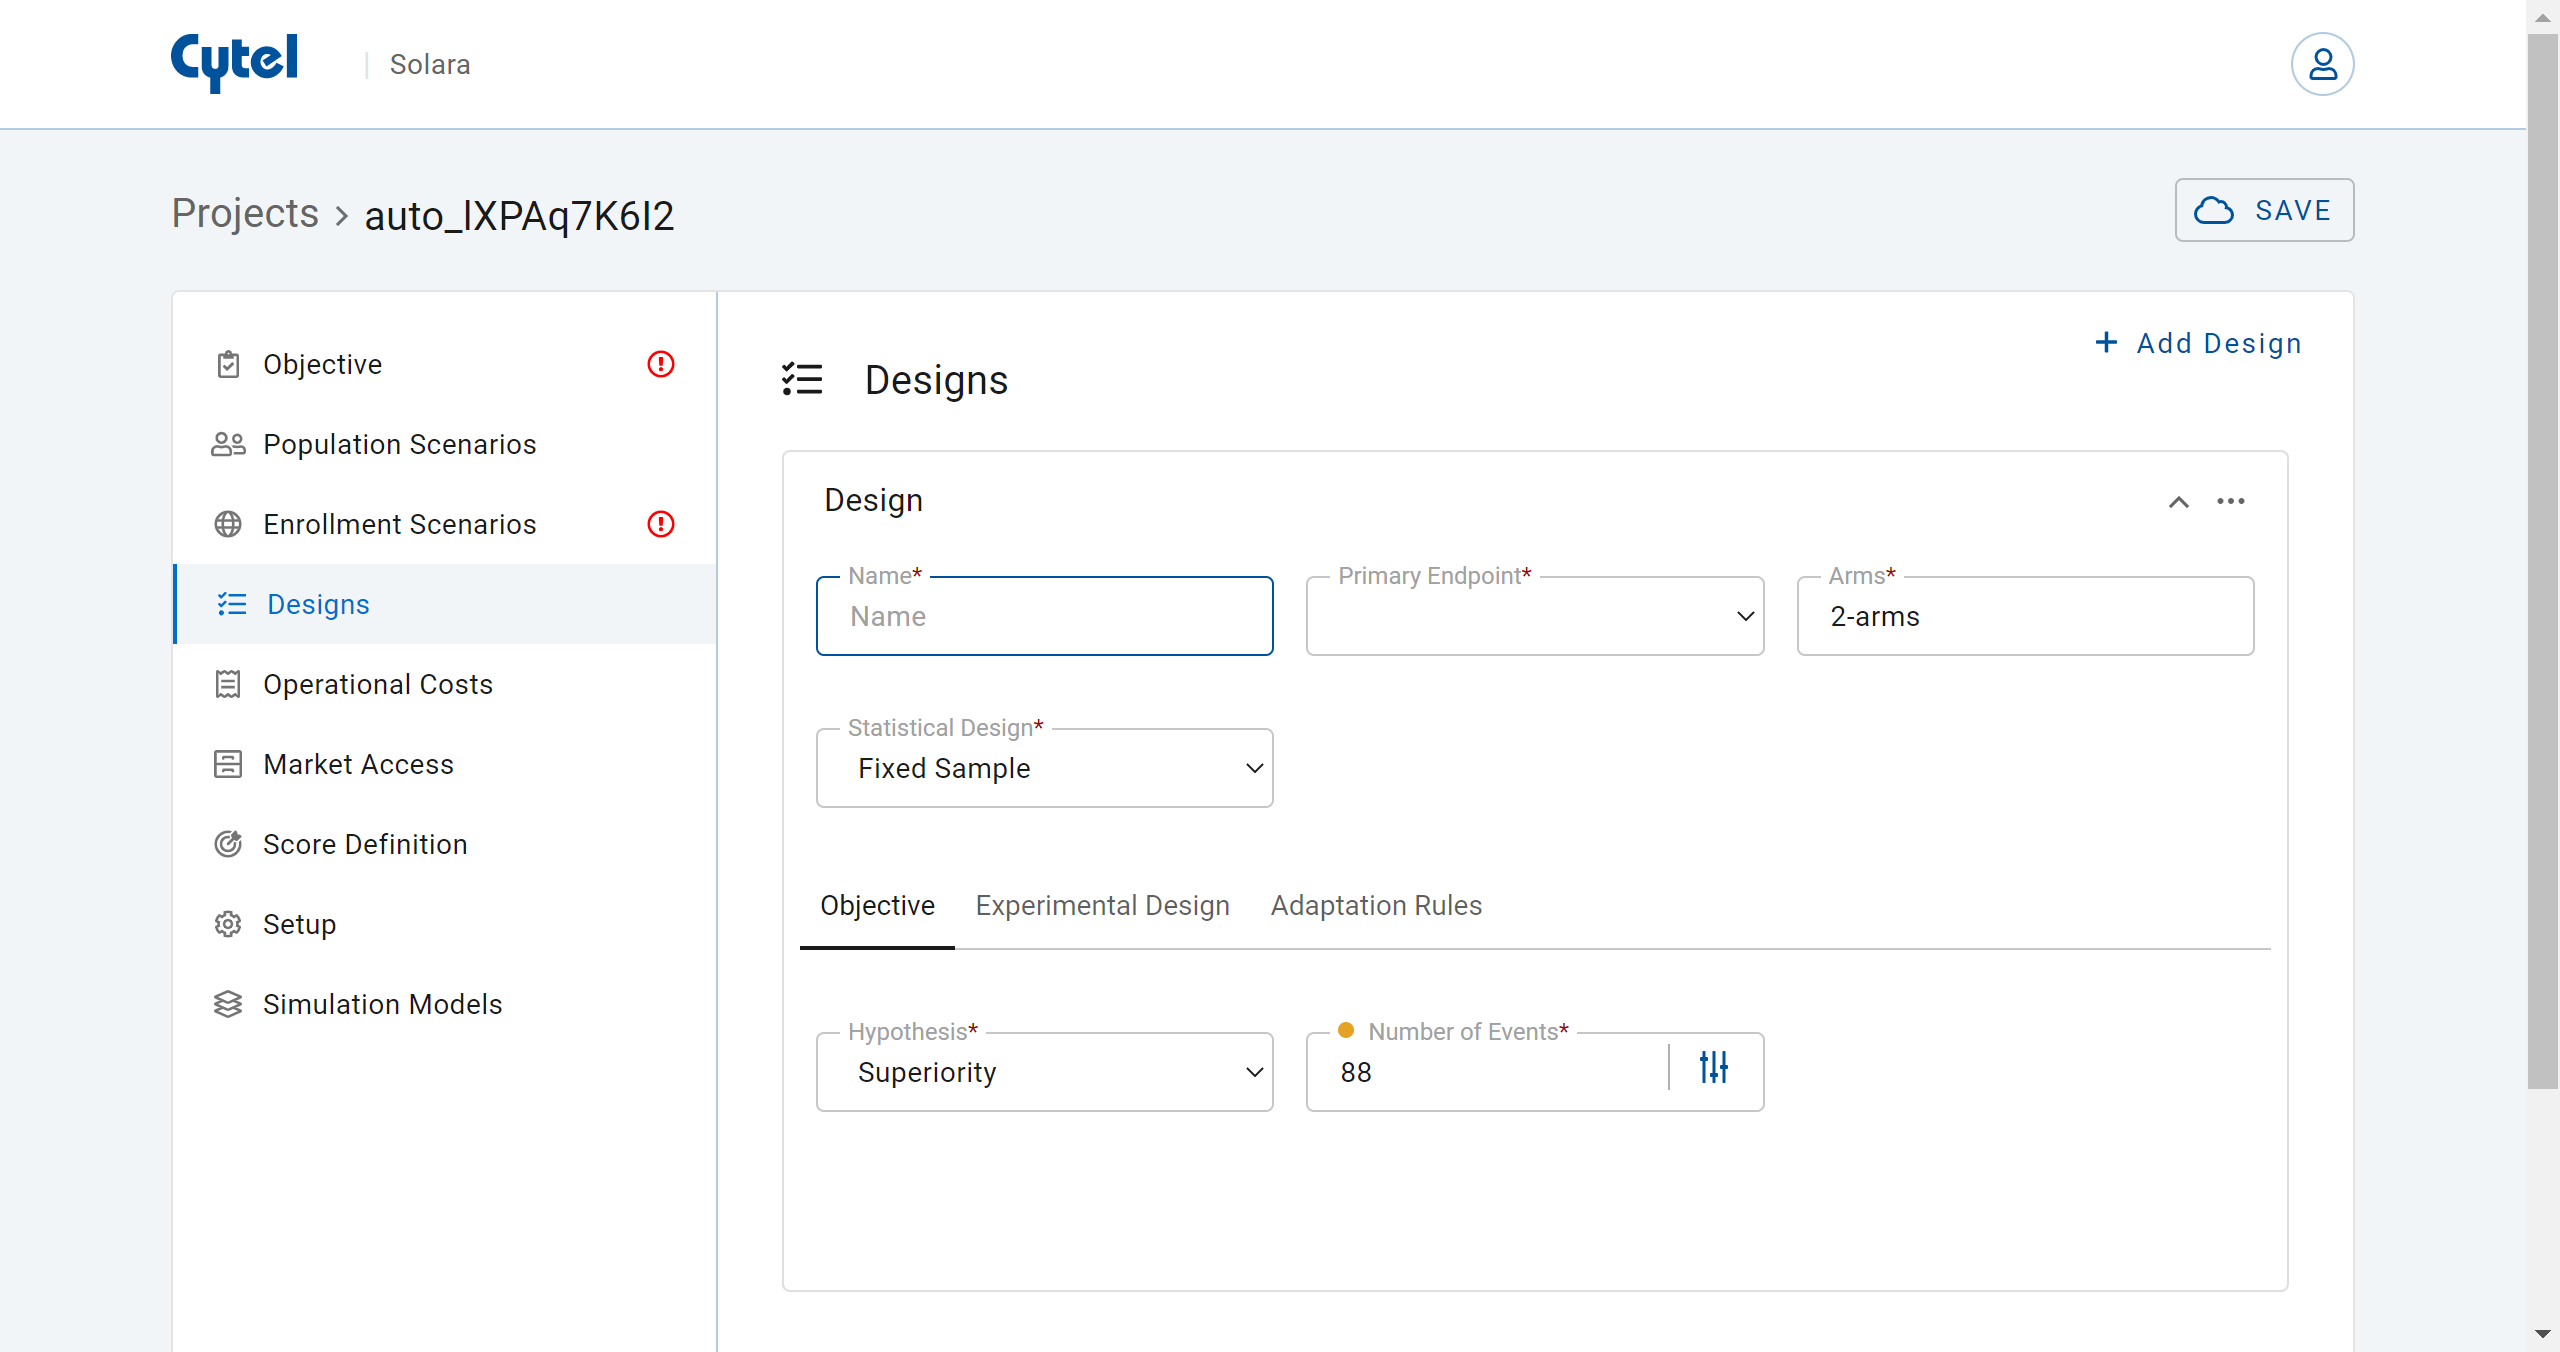 Cytel | Solara
Projects > auto_lXPAq7K6I2
SAVE
Objective
Population Scenarios
Enrollment Scenarios
Designs
Operational Costs
Market Access
Score Definition
Setup
Simulation Models
+ Add Design
Designs
Design
Name*
Name
Primary Endpoint*
Arms*
2-arms
Statistical Design*
Fixed Sample
Objective Experimental Design Adaptation Rules
Hypothesis*
Superiority
Number of Events*
88